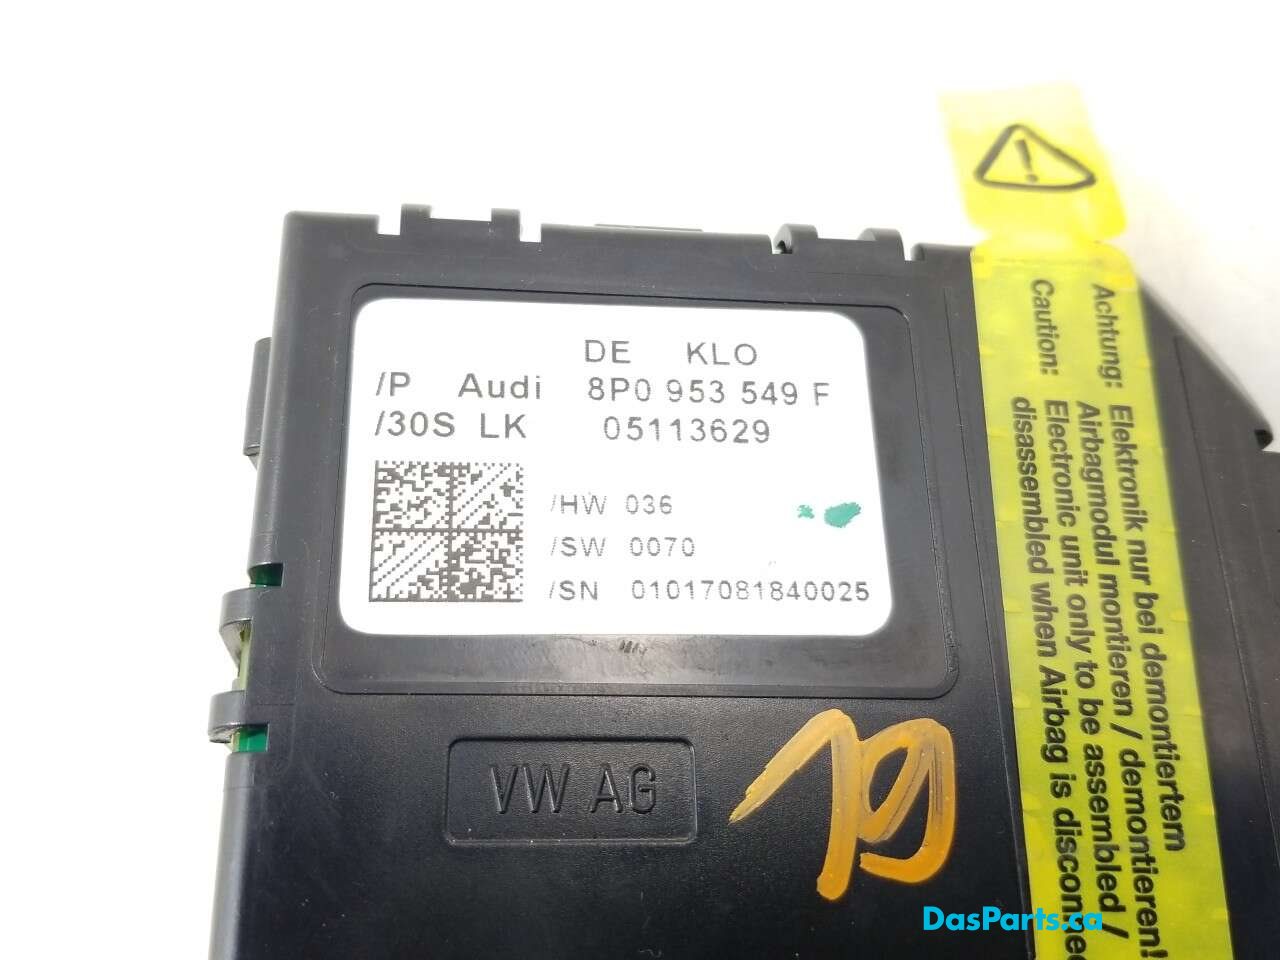 DE KLO
/P Audi 8P0 953 549 F
/30S LK 05113629
/HW 036
/SW 0070
/SN 01017081840025
VW AG
Achtung: Elektronik nur bei demontiertem
Airbagmodul montieren / demontieren!
Caution: Electronic unit only to be assembled /
disassembled when Airbag is
DasParts.ca